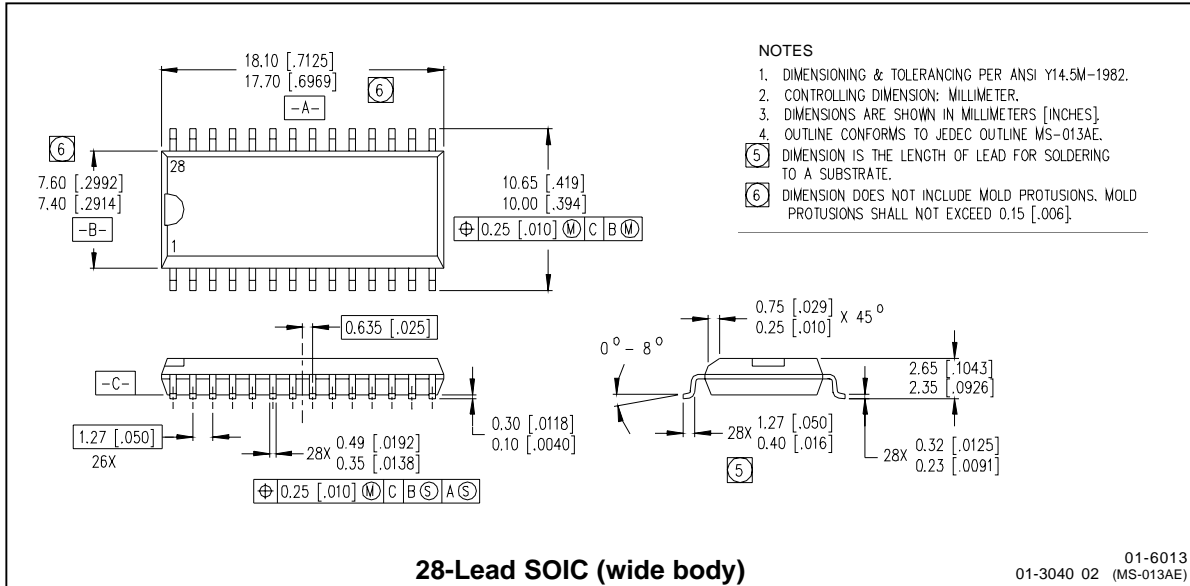 18.10 [.7125]
17.70 [.6969]
-A-
6
NOTES
1. DIMENSIONING & TOLERANCING PER ANSI Y14.5M-1982.
2. CONTROLLING DIMENSION: MILLIMETER.
3. DIMENSIONS ARE SHOWN IN MILLIMETERS [INCHES].
4. OUTLINE CONFORMS TO JEDEC OUTLINE MS-013AE.
5 DIMENSION IS THE LENGTH OF LEAD FOR SOLDERING
TO A SUBSTRATE.
6 DIMENSION DOES NOT INCLUDE MOLD PROTUSIONS. MOLD
PROTUSIONS SHALL NOT EXCEED 0.15 [.006].
6
7.60 [.2992]
7.40 [.2914]
-B-
28
1
10.65 [.419]
10.00 [.394]
⌖ 0.25 [.010] Ⓜ C B Ⓜ
0.635 [.025]
-C-
1.27 [.050]
26X
28X 0.49 [.0192]
0.35 [.0138]
⌖ 0.25 [.010] Ⓜ C B Ⓢ A Ⓢ
0.30 [.0118]
0.10 [.0040]
0.75 [.029]
0.25 [.010] X 45°
0° - 8°
2.65 [.1043]
2.35 [.0926]
28X 1.27 [.050]
0.40 [.016]
5
28X 0.32 [.0125]
0.23 [.0091]
28-Lead SOIC (wide body)
01-6013
01-3040 02 (MS-013AE)